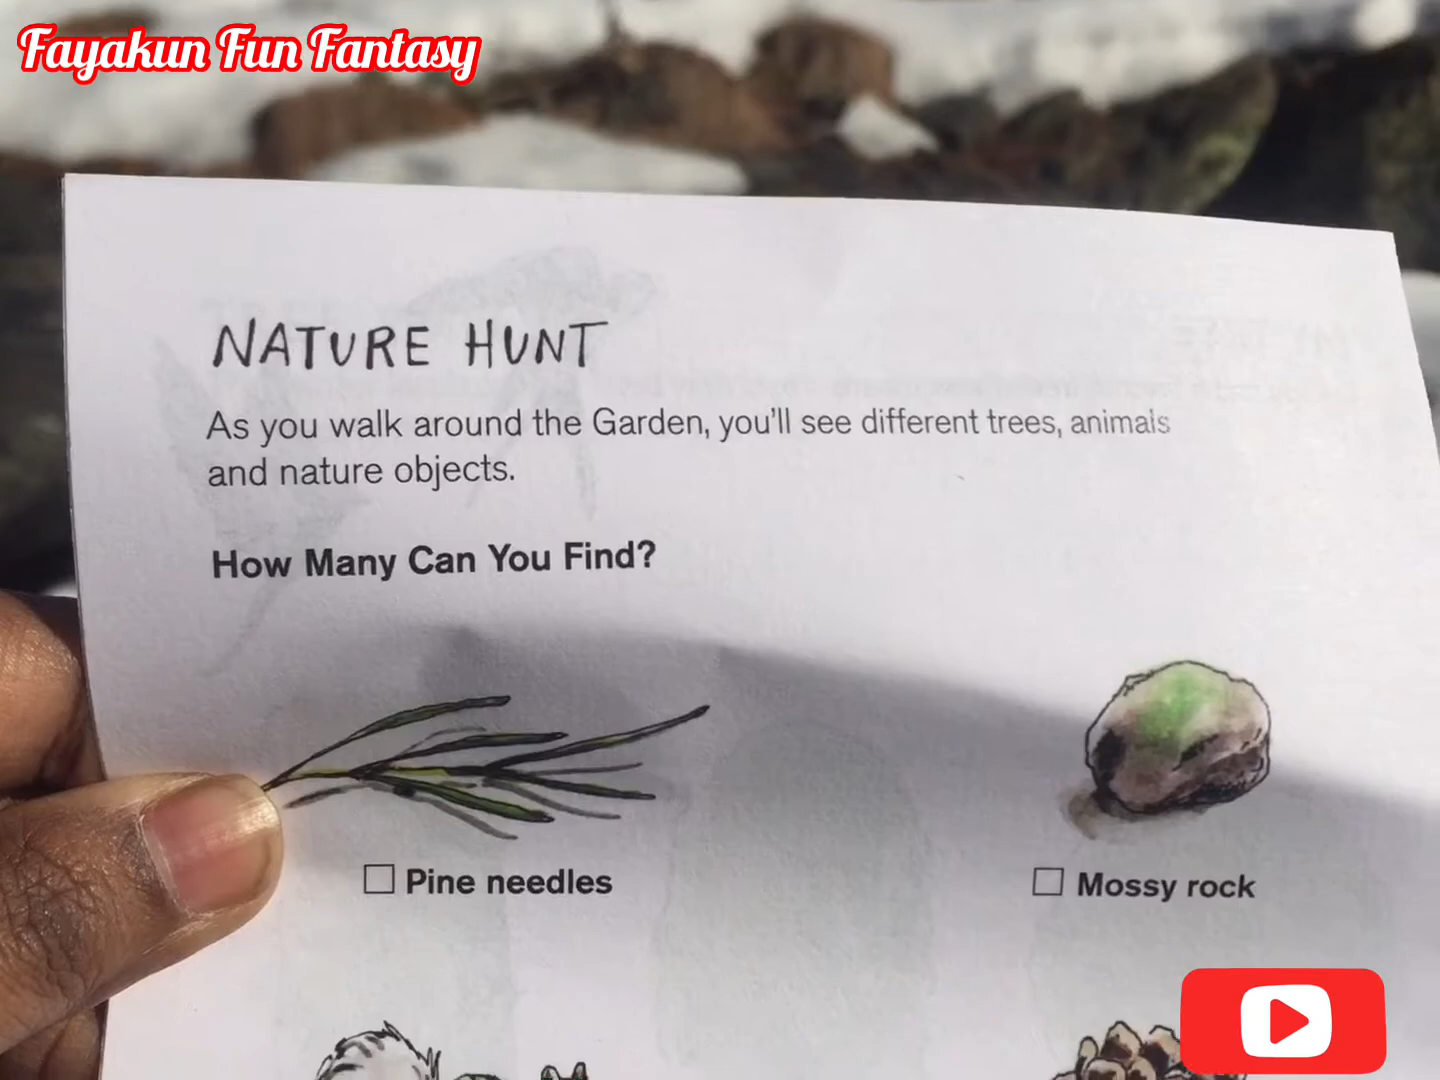 Fayakun Fun Fantasy
NATURE HUNT
As you walk around the Garden, you'll see different trees, animals
and nature objects.
How Many Can You Find?
Pine needles
Mossy rock